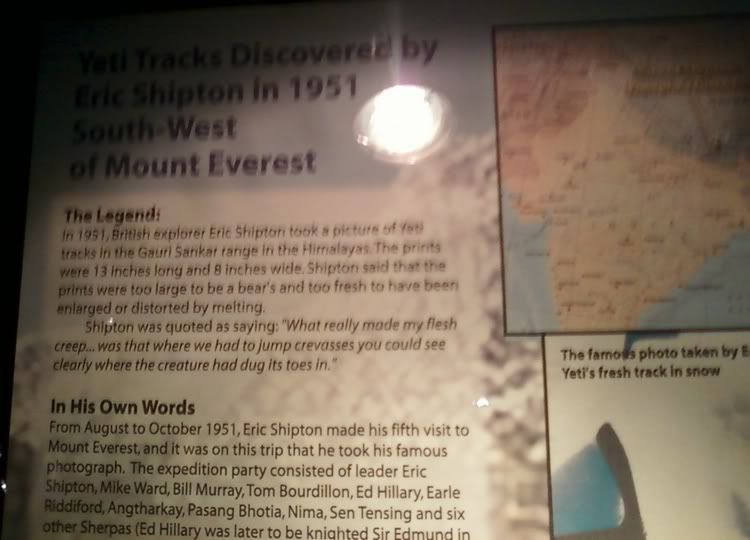 Yeti Tracks Discovered by
Eric Shipton in 1951
South-West
of Mount Everest
The Legend:
In 1951, British explorer Eric Shipton took a picture of Yeti
tracks in the Gauri Sankar range in the Himalayas. The prints
were 13 inches long and 8 inches wide. Shipton said that the
prints were too large to be a bear's and too fresh to have been
enlarged or distorted by melting.
Shipton was quoted as saying: "What really made my flesh
creep... was that where we had to jump crevasses you could see
clearly where the creature had dug its toes in."
In His Own Words
From August to October 1951, Eric Shipton made his fifth visit to
Mount Everest, and it was on this trip that he took his famous
photograph. The expedition party consisted of leader Eric
Shipton, Mike Ward, Bill Murray, Tom Bourdillon, Ed Hillary, Earle
Riddiford, Angtharkay, Pasang Bhotia, Nima, Sen Tensing and six
other Sherpas (Ed Hillary was later to be knighted Sir Edmund in
The famous photo taken by E
Yeti's fresh track in snow